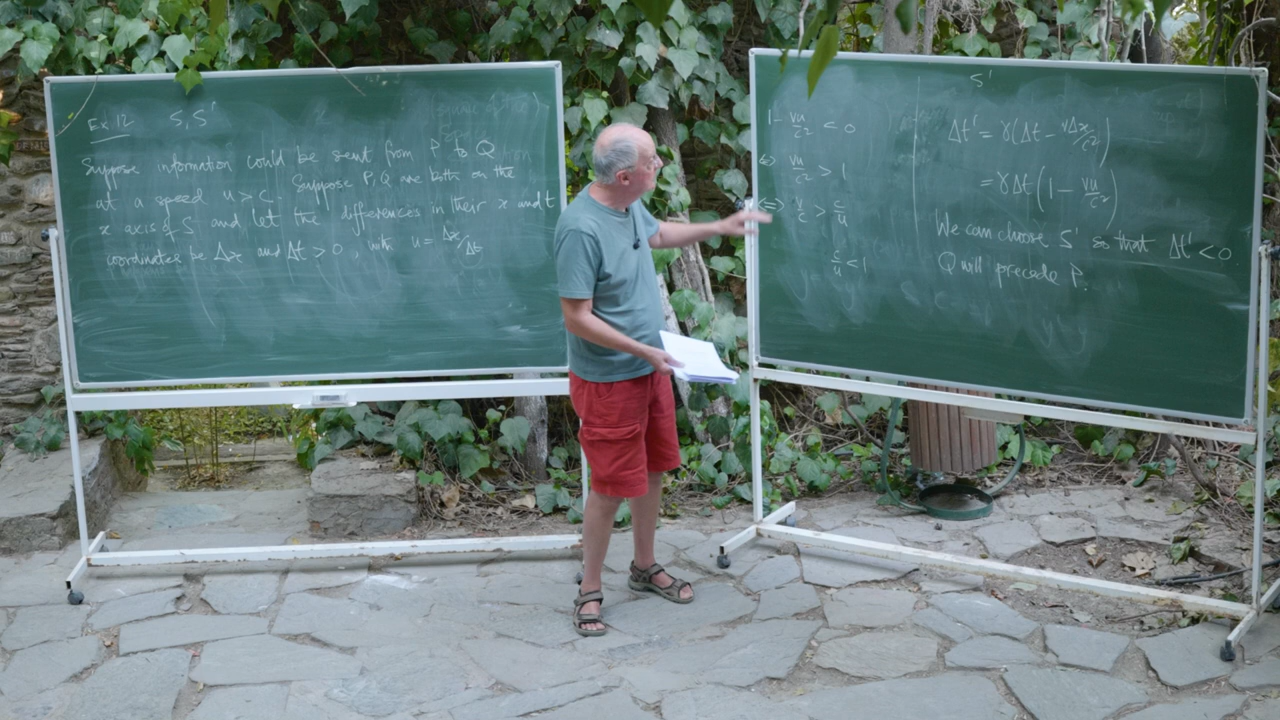 Ex 12 S, S'
Suppose information could be sent from P to Q
at a speed u > c. Suppose P, Q are both on the
x axis of S and let the differences in their x and t
coordinates be Δx and Δt > 0, with u = Δx/Δt
1 - vu/c² < 0
vu/c² > 1
⇔ v/c > c/u
c/u < 1
S'
Δt' = γ(Δt - vΔx/c²)
= γΔt(1 - vu/c²)
We can choose S' so that Δt' < 0
Q will precede P.